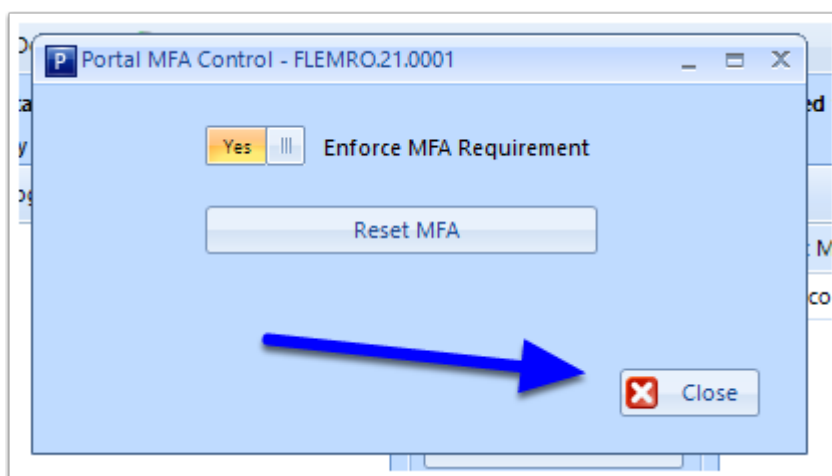 P Portal MFA Control - FLEMRO.21.0001
Yes Enforce MFA Requirement
Reset MFA
Close